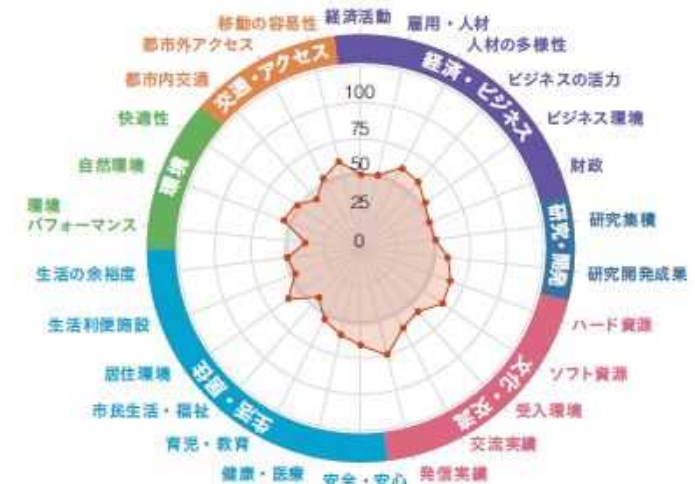 経済活動
雇用・人材
人材の多様性
ビジネスの活力
ビジネス環境
財政
研究集積
研究開発成果
ハード資源
ソフト資源
受入環境
交流実績
発信実績
安全・安心
健康・医療
育児・教育
市民生活・福祉
居住環境
生活利便施設
生活の余裕度
環境
パフォーマンス
自然環境
快適性
都市内交通
都市外アクセス
移動の容易性
経済・ビジネス
研究・開発
文化・交流
生活・居住
環境
交通・アクセス
100
75
50
25
0